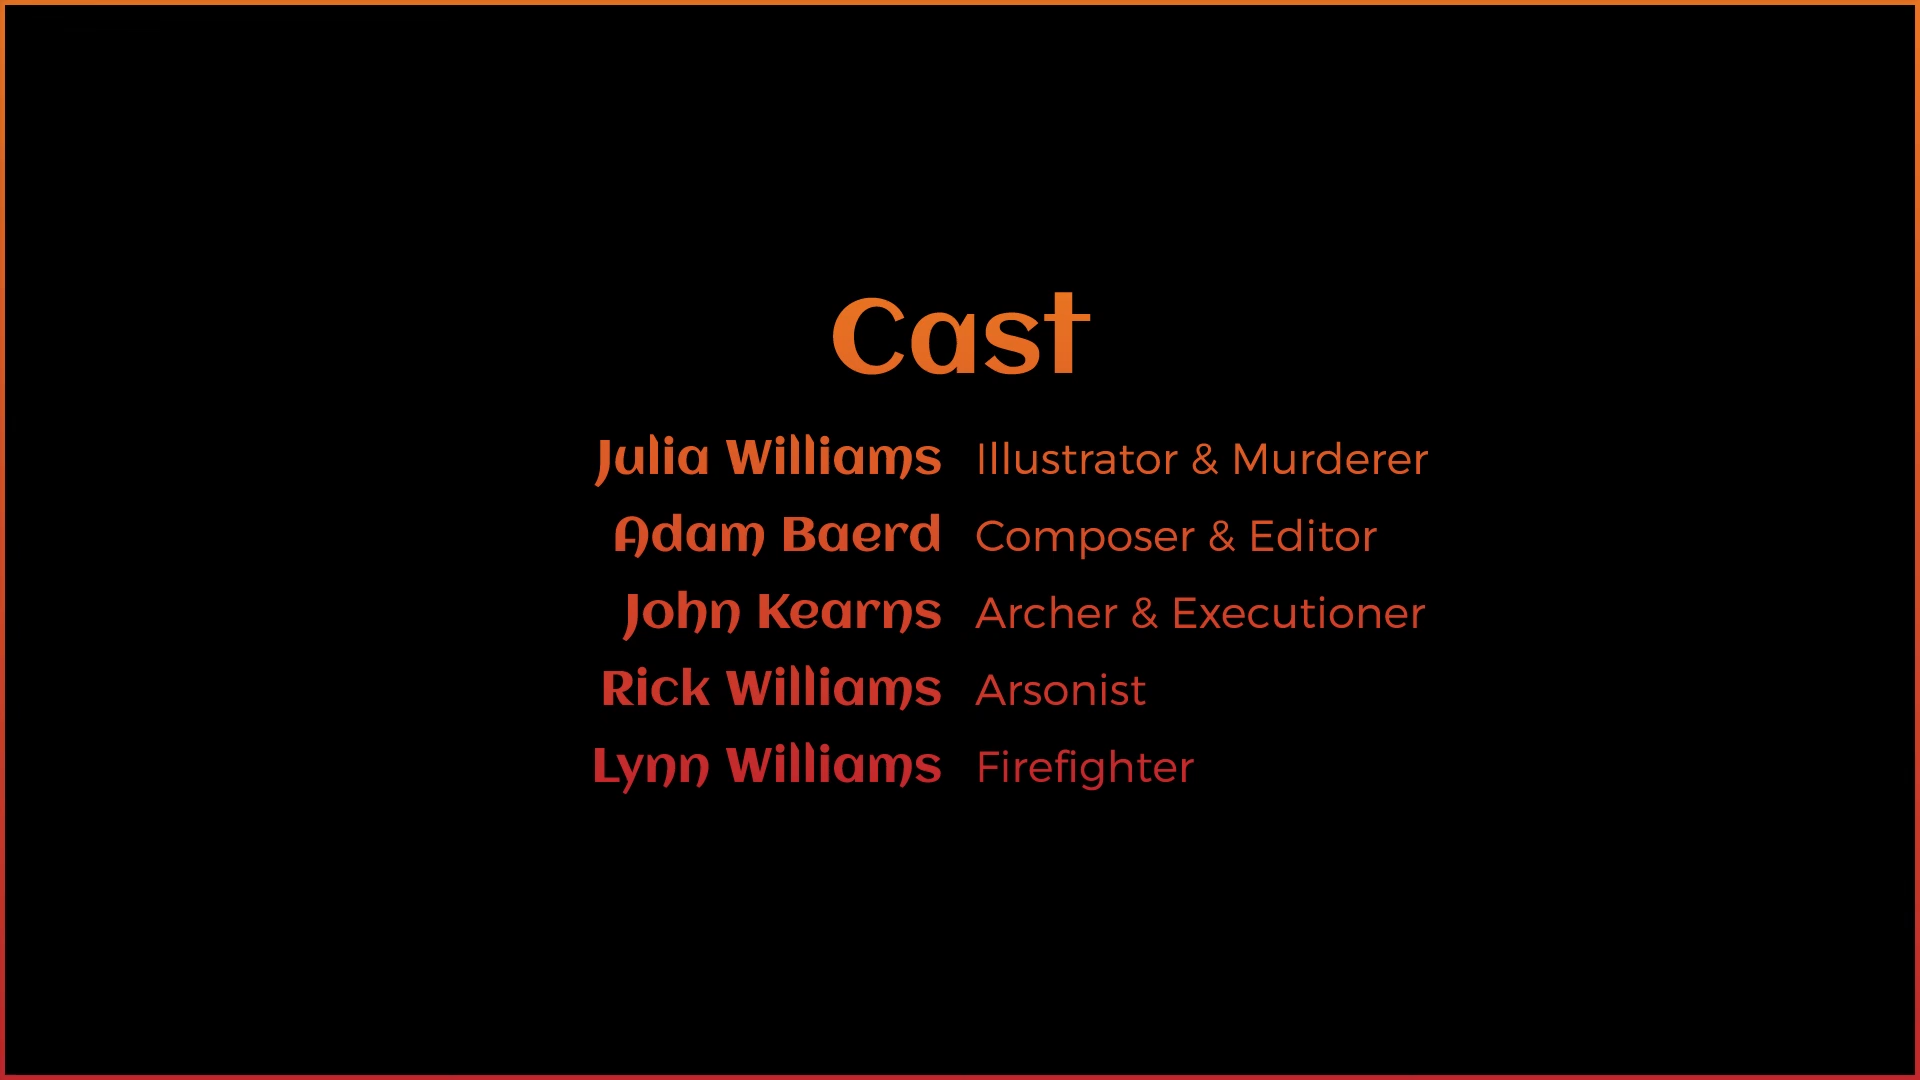 Cast
Julia Williams Illustrator & Murderer
Adam Baerd Composer & Editor
John Kearns Archer & Executioner
Rick Williams Arsonist
Lynn Williams Firefighter